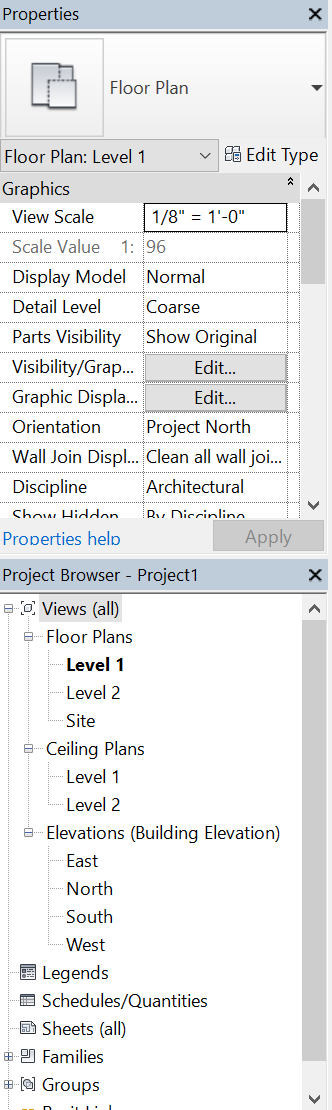 Properties
Floor Plan
Floor Plan: Level 1 Edit Type
Graphics
View Scale 1/8" = 1'-0"
Scale Value 1: 96
Display Model Normal
Detail Level Coarse
Parts Visibility Show Original
Visibility/Grap... Edit...
Graphic Displa... Edit...
Orientation Project North
Wall Join Displ... Clean all wall joi...
Discipline Architectural
Show Hidden By Discipline
Properties help Apply
Project Browser - Project1
Views (all)
Floor Plans
Level 1
Level 2
Site
Ceiling Plans
Level 1
Level 2
Elevations (Building Elevation)
East
North
South
West
Legends
Schedules/Quantities
Sheets (all)
Families
Groups